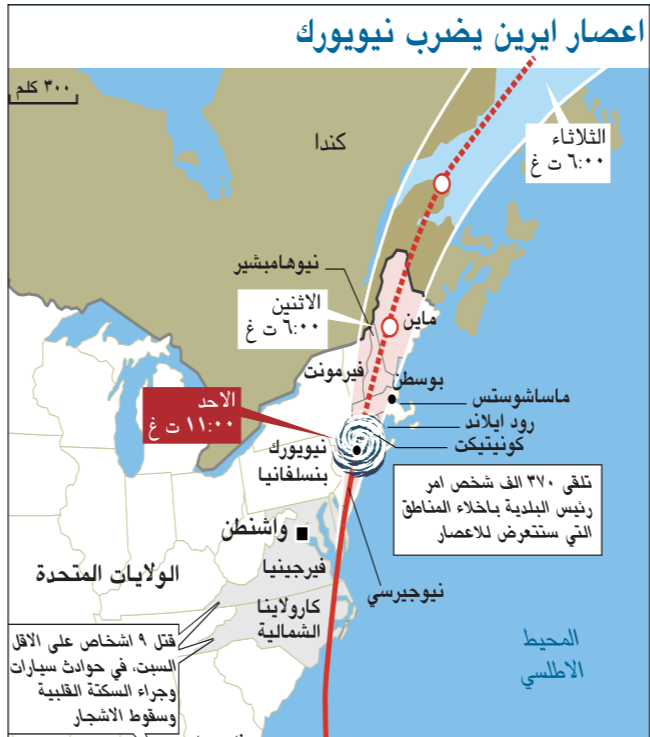 اعصار ايرين يضرب نيويورك
٣٠٠ كلم
كندا
الثلاثاء
٦:٠٠ ت غ
نيوهامبشير
الاثنين
٦:٠٠ ت غ
ماين
فيرمونت
بوسطن
ماساشوستس
رود ايلاند
كونيتيكت
الاحد
١١:٠٠ ت غ
نيويورك
بنسلفانيا
تلقى ٣٧٠ الف شخص امر
رئيس البلدية باخلاء المناطق
التي ستتعرض للاعصار
واشنطن
فيرجينيا
نيوجيرسي
الولايات المتحدة
كارولاينا
الشمالية
قتل ٩ اشخاص على الاقل
السبت، في حوادث سيارات
وجراء السكتة القلبية
وسقوط الاشجار
المحيط
الاطلسي